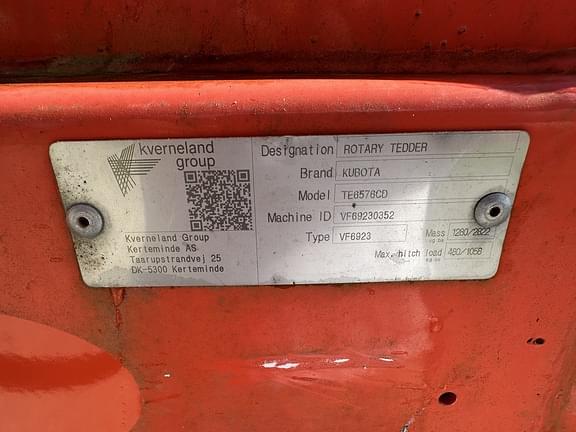 kverneland
group
Kverneland Group
Kerteminde AS
Taarupstrandvej 25
DK-5300 Kerteminde
Designation ROTARY TEDDER
Brand KUBOTA
Model TE6576CD
Machine ID VF69230352
Type VF6923 Mass 1280/2822
Max. hitch load 480/1058